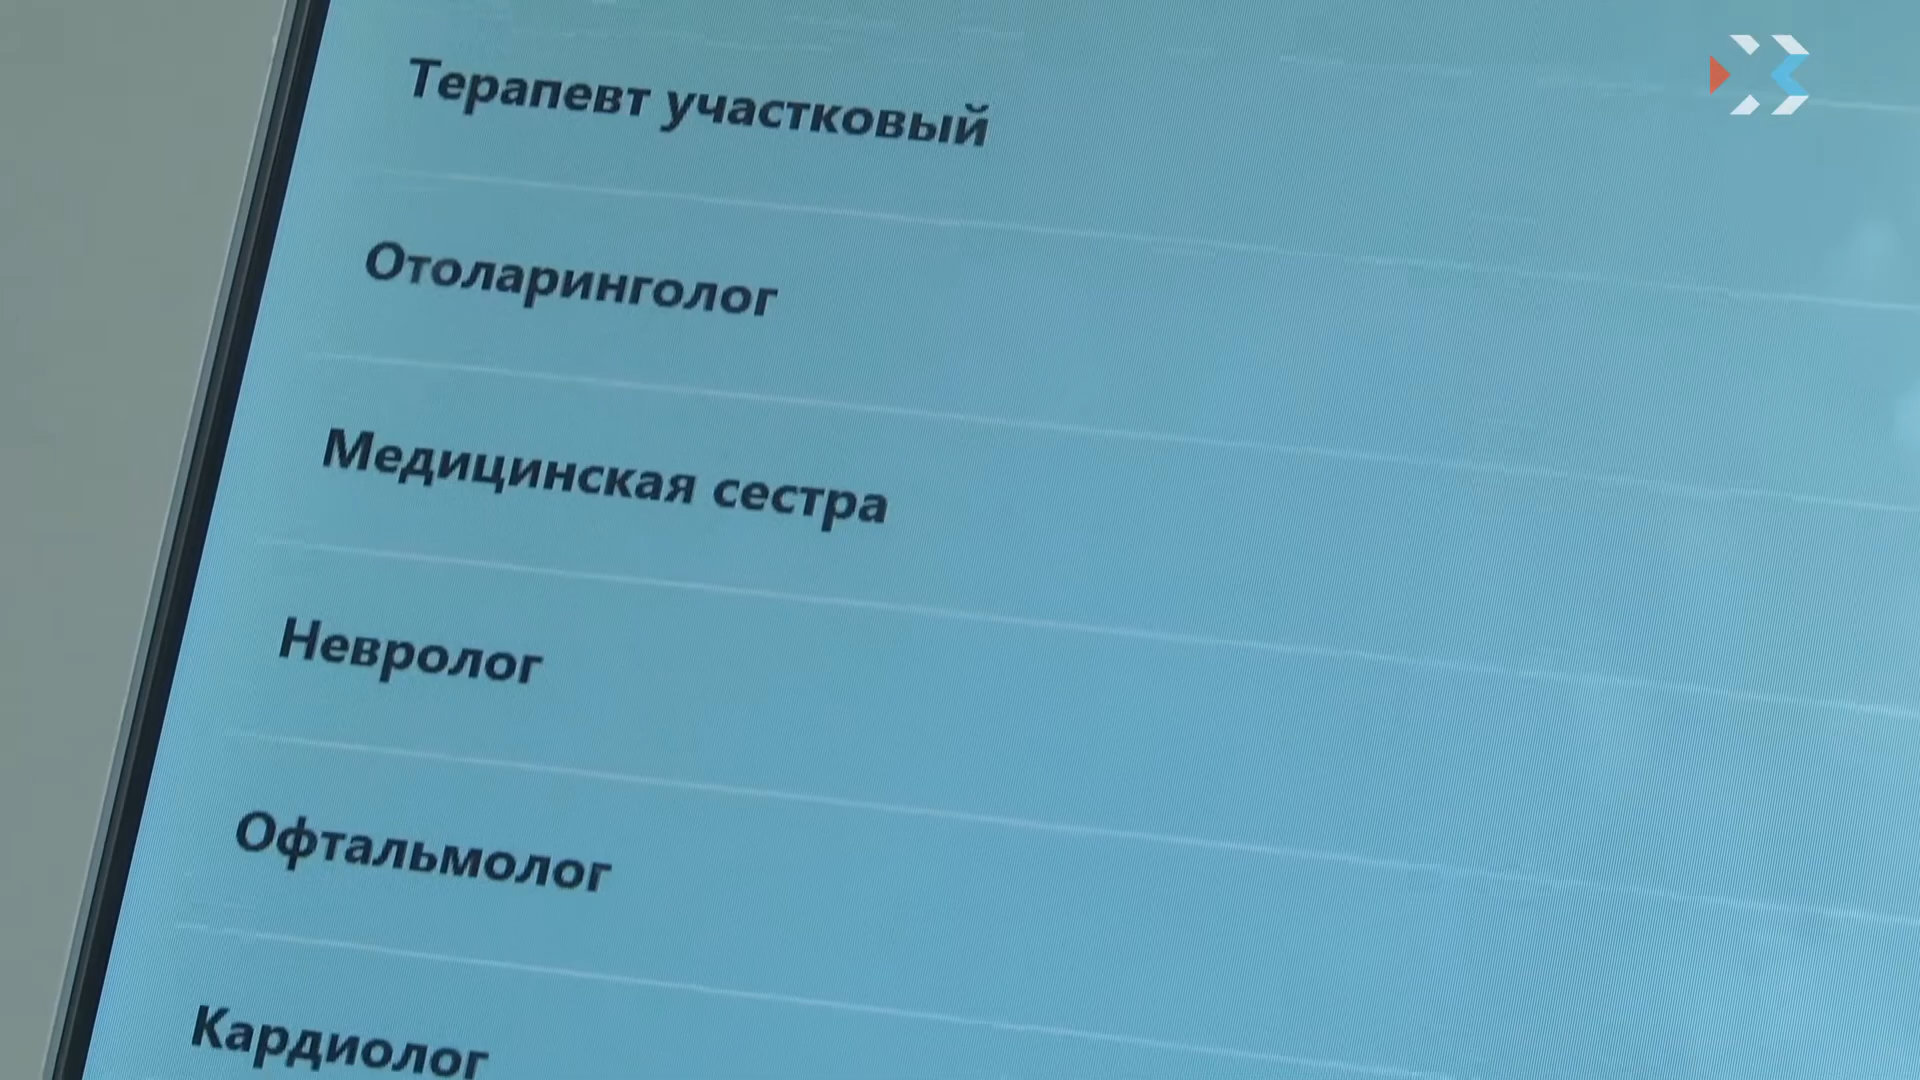 Терапевт участковый
Отоларинголог
Медицинская сестра
Невролог
Офтальмолог
Кардиолог